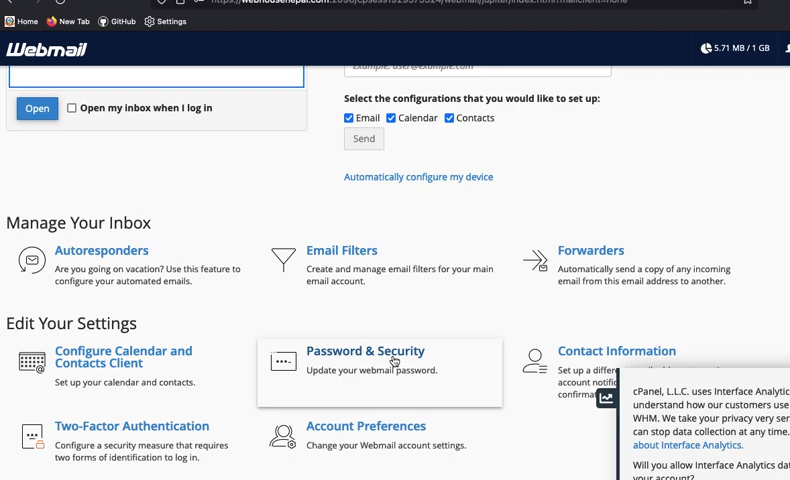 Home New Tab GitHub Settings
Webmail
5.71 MB / 1 GB
Example: user@example.com
Select the configurations that you would like to set up:
Open Open my inbox when I log in
Email Calendar Contacts
Send
Automatically configure my device
Manage Your Inbox
Autoresponders
Are you going on vacation? Use this feature to
configure your automated emails.
Email Filters
Create and manage email filters for your main
email account.
Forwarders
Automatically send a copy of any incoming
email from this email address to another.
Edit Your Settings
Configure Calendar and
Contacts Client
Set up your calendar and contacts.
Password & Security
Update your webmail password.
Contact Information
Set up a
account
Two-Factor Authentication
Configure a security measure that requires
two forms of identification to log in.
Account Preferences
Change your Webmail account settings.
cPanel, L.L.C. uses Interface
understand how our customers use
WHM. We take your privacy very
can stop data collection at any time.
about Interface Analytics.
Will you allow Interface Analytics
your account?